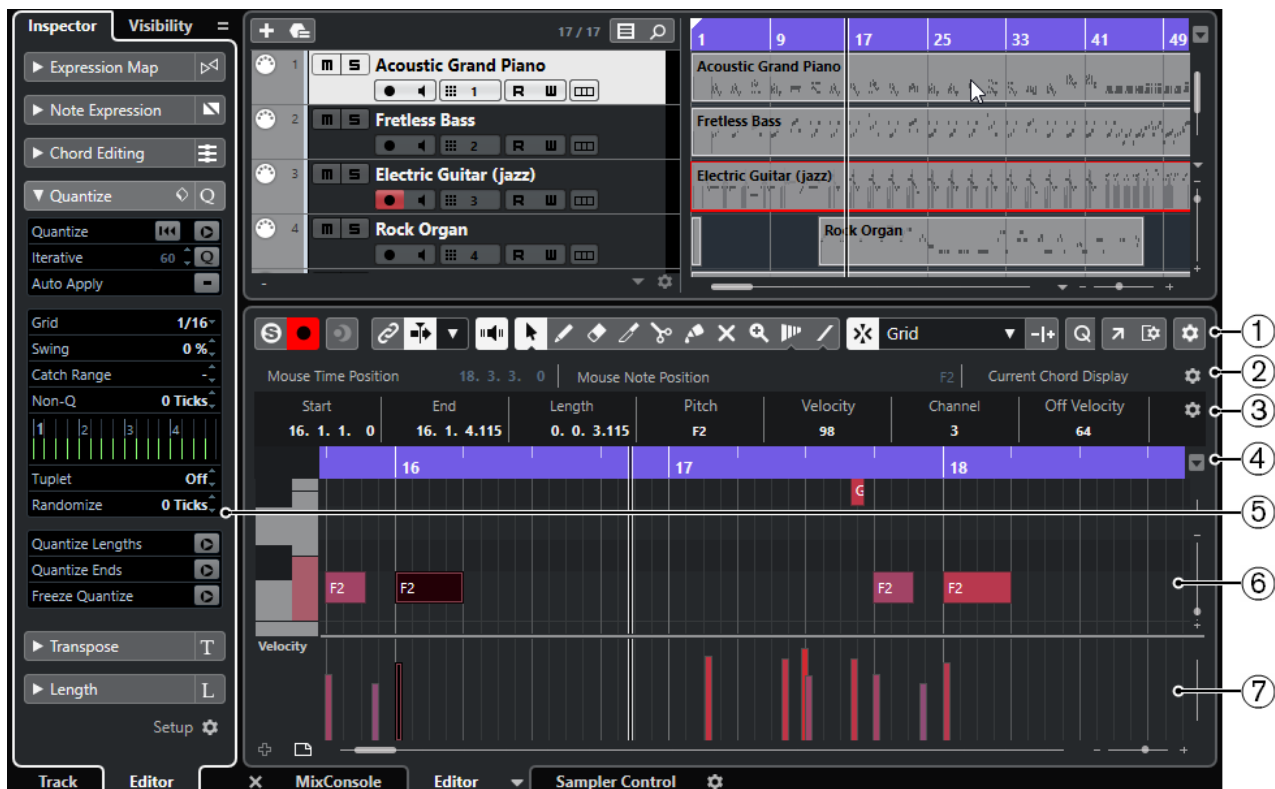 Inspector Visibility
Expression Map
Note Expression
Chord Editing
Quantize Q
Quantize
Iterative 60 Q
Auto Apply
Grid 1/16
Swing 0 %
Catch Range -
Non-Q 0 Ticks
1 2 3 4
Tuplet Off
Randomize 0 Ticks
Quantize Lengths
Quantize Ends
Freeze Quantize
Transpose T
Length L
Setup
Track Editor
17 / 17
1 m S Acoustic Grand Piano
1 R W
2 m S Fretless Bass
2 R W
3 m S Electric Guitar (jazz)
3 R W
4 m S Rock Organ
4 R W
-
1 9 17 25 33 41 49
Acoustic Grand Piano
Fretless Bass
Electric Guitar (jazz)
Rock Organ
- +
S Grid Q 1
Mouse Time Position 18. 3. 3. 0 Mouse Note Position F2 Current Chord Display 2
Start End Length Pitch Velocity Channel Off Velocity 3
16. 1. 1. 0 16. 1. 4.115 0. 0. 3.115 F2 98 3 64
16 17 18 4
5
G
F2 F2 F2 F2 6
Velocity
7
- +
MixConsole Editor Sampler Control